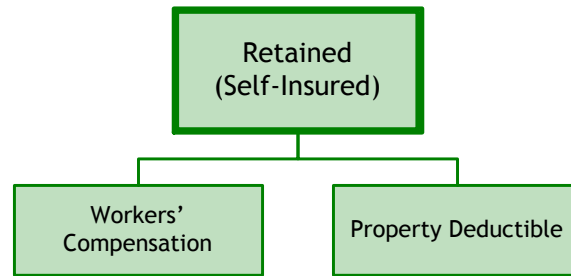 Retained
(Self-Insured)
Workers’
Compensation
Property Deductible